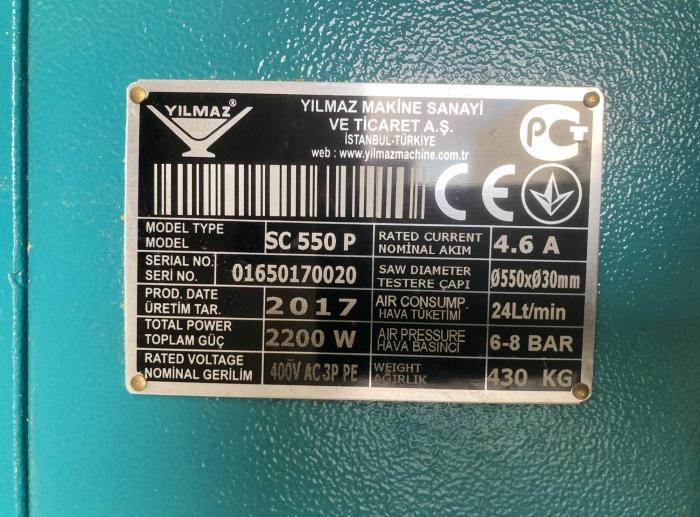 YILMAZ®
YILMAZ MAKİNE SANAYİ
VE TİCARET A.Ş.
İSTANBUL-TÜRKİYE
web : www.yilmazmachine.com.tr
PCT
CE
MODEL TYPE
MODEL
SC 550 P
RATED CURRENT
NOMİNAL AKIM
4.6 A
SERIAL NO.
SERİ NO.
01650170020
SAW DIAMETER
TESTERE ÇAPI
Ø550xØ30mm
PROD. DATE
ÜRETİM TAR.
2017
AIR CONSUMP.
HAVA TÜKETİMİ
24Lt/min
TOTAL POWER
TOPLAM GÜÇ
2200 W
AIR PRESSURE
HAVA BASINCI
6-8 BAR
RATED VOLTAGE
NOMİNAL GERİLİM
400V AC 3P PE
WEIGHT
AĞIRLIK
430 KG